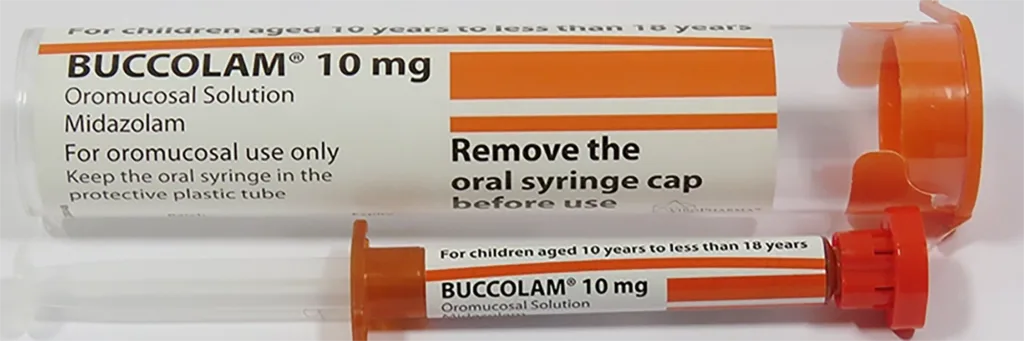 For children aged 10 years to less than 18 years
BUCCOLAM® 10 mg
Oromucosal Solution
Midazolam
For oromucosal use only
Keep the oral syringe in the
protective plastic tube
Remove the
oral syringe cap
before use
For children aged 10 years to less than 18 years
BUCCOLAM® 10 mg
Oromucosal Solution
Midazolam